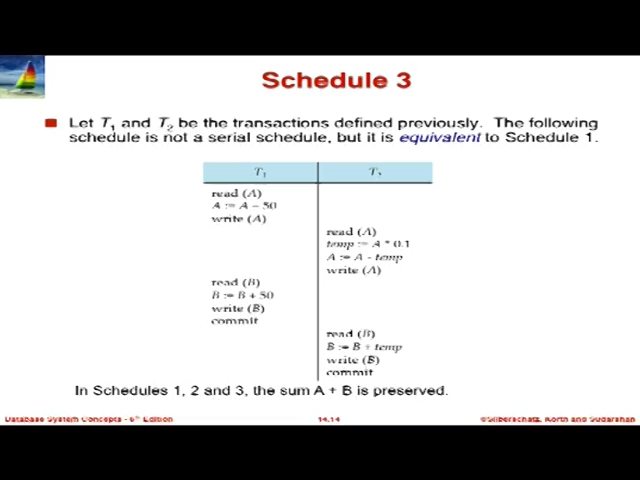 Schedule 3
Let T1 and T2 be the transactions defined previously. The following
schedule is not a serial schedule, but it is equivalent to Schedule 1.
T1 T2
read (A)
A := A – 50
write (A)
read (A)
temp := A * 0.1
A := A - temp
write (A)
read (B)
B := B + 50
write (B)
commit
read (B)
B := B + temp
write (B)
commit
In Schedules 1, 2 and 3, the sum A + B is preserved.
Database System Concepts - 6th Edition 14.14 ©Silberschatz, Korth and Sudarshan